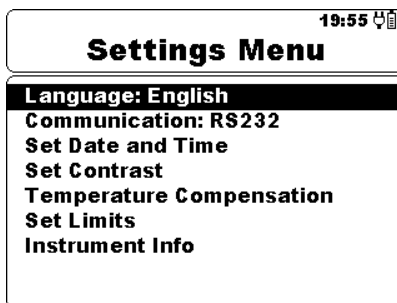 19:55
Settings Menu
Language: English
Communication: RS232
Set Date and Time
Set Contrast
Temperature Compensation
Set Limits
Instrument Info